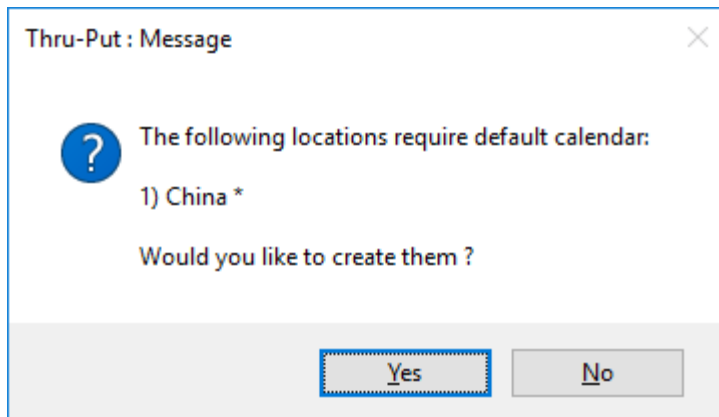 Thru-Put : Message
The following locations require default calendar:
1) China *
Would you like to create them ?
Yes
No